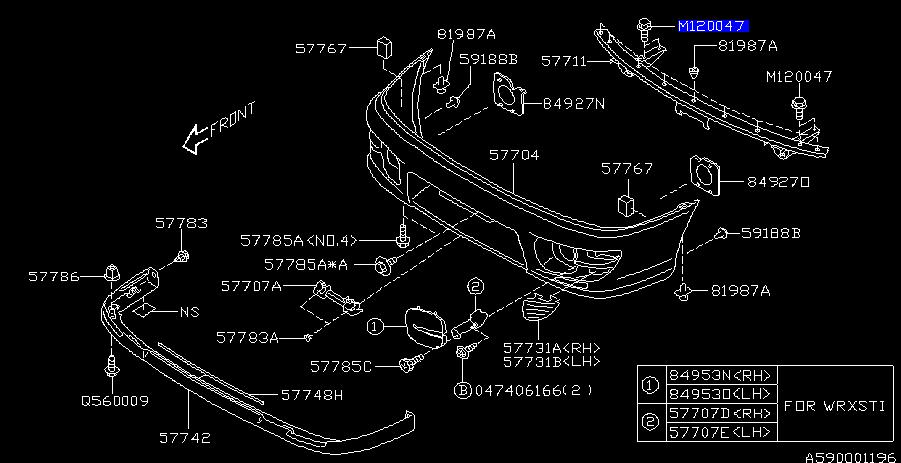 M120047
81987A
57767
59188B
57711
81987A
M120047
84927N
FRONT
57704
57767
84927O
57783
57785A<NO.4>
59188B
57785A*A
57786
57707A
2
81987A
NS
1
57783A
57731A<RH>
57731B<LH>
57785C
B 047406166(2)
57748H
Q560009
57742
1 84953N<RH>
84953O<LH>
2 57707D<RH>
57707E<LH>
FOR WRXSTI
A590001196